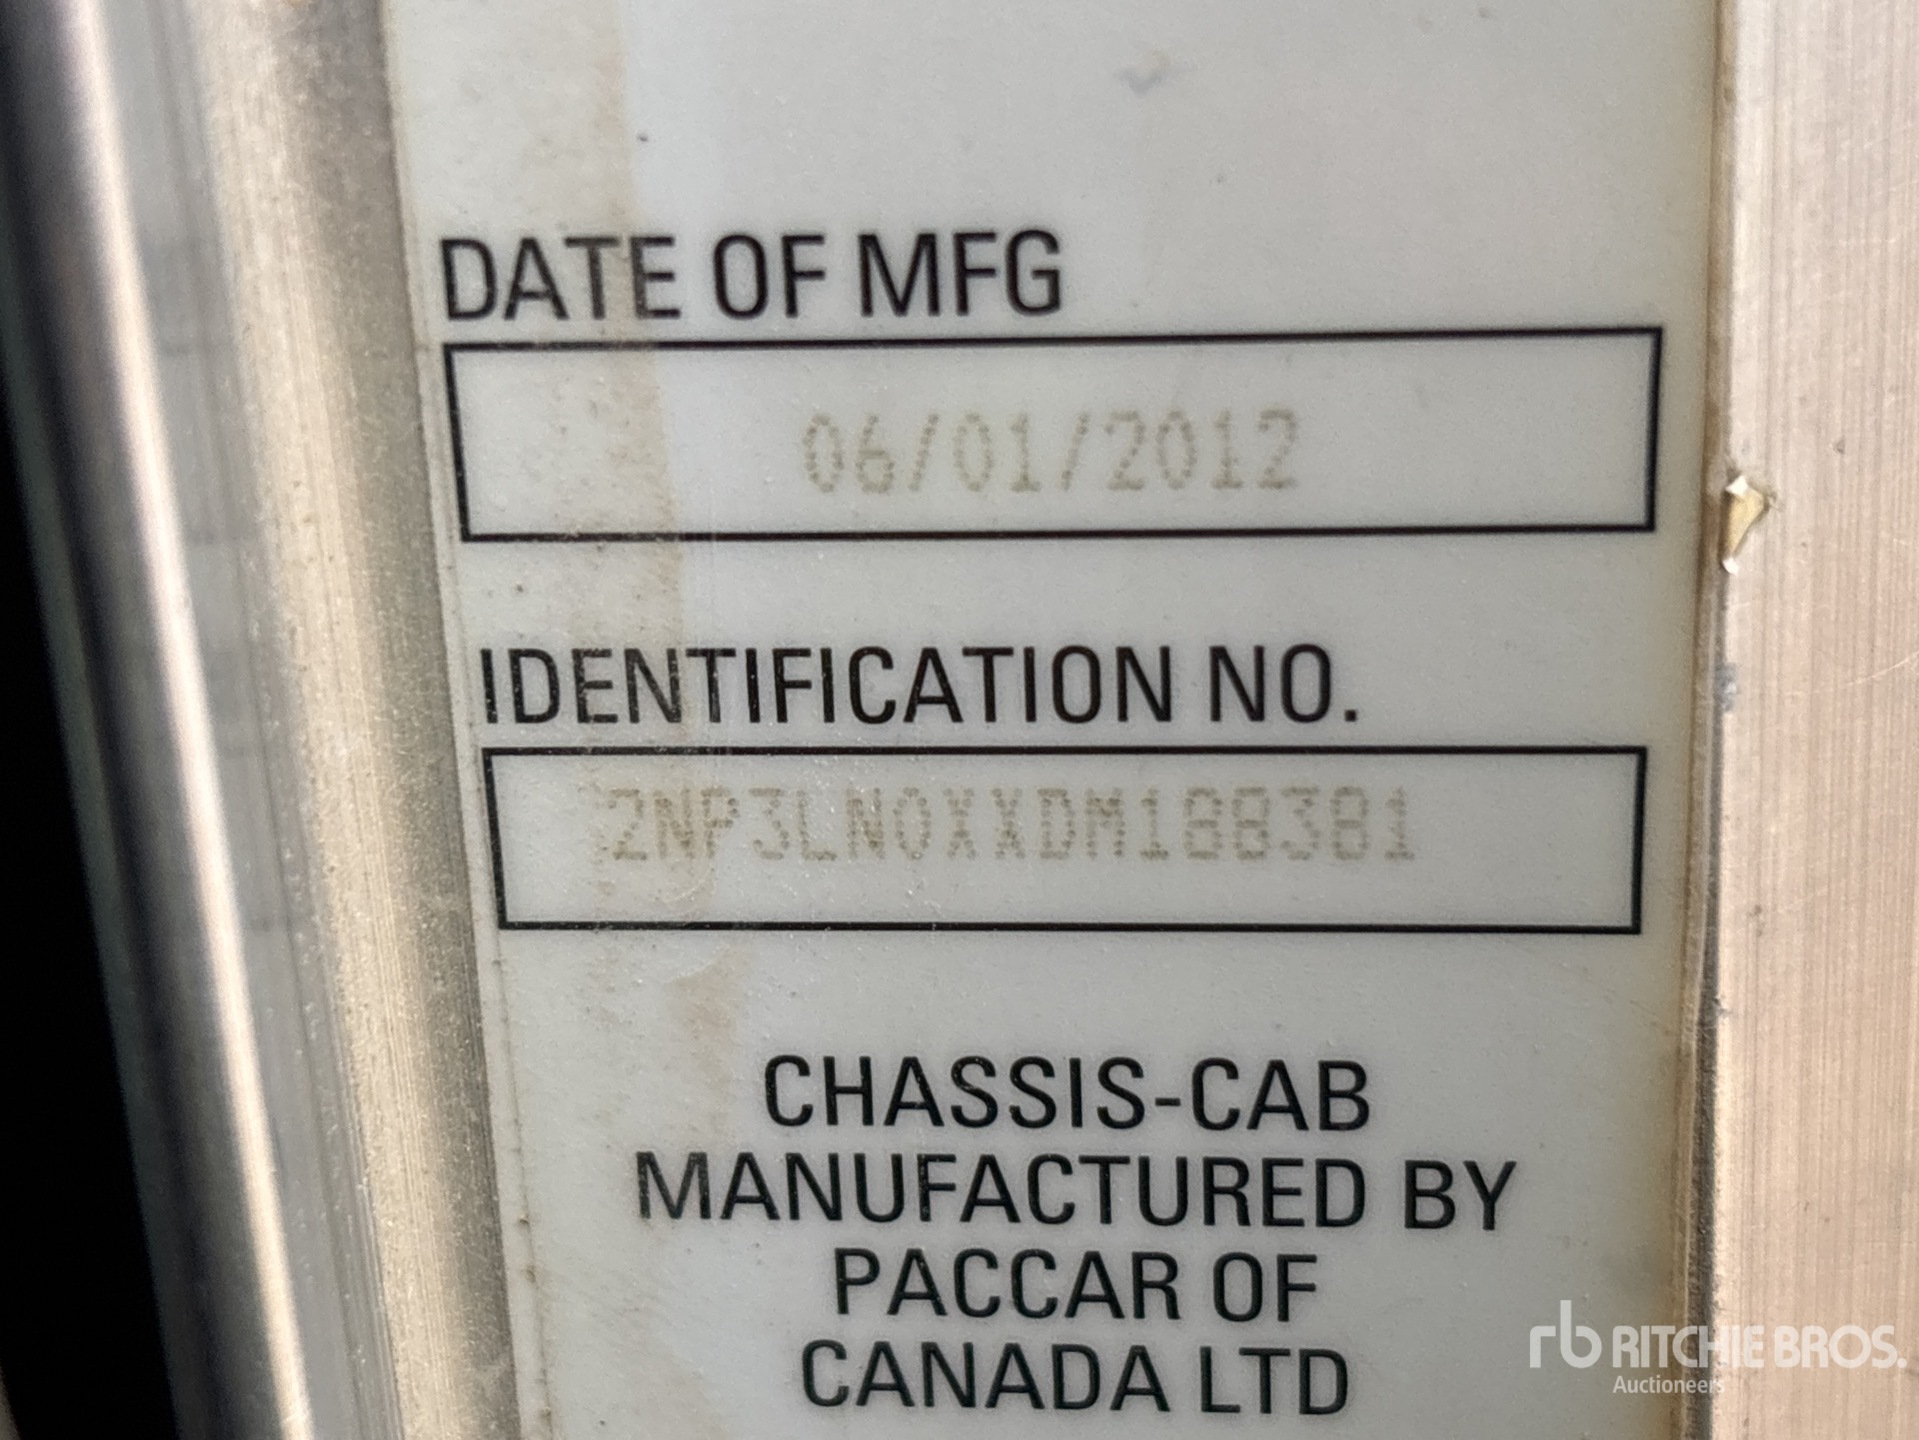 DATE OF MFG
06/01/2012
IDENTIFICATION NO.
2NP3LN0XXDM188381
CHASSIS-CAB
MANUFACTURED BY
PACCAR OF
CANADA LTD
rb RITCHIE BROS.
Auctioneers